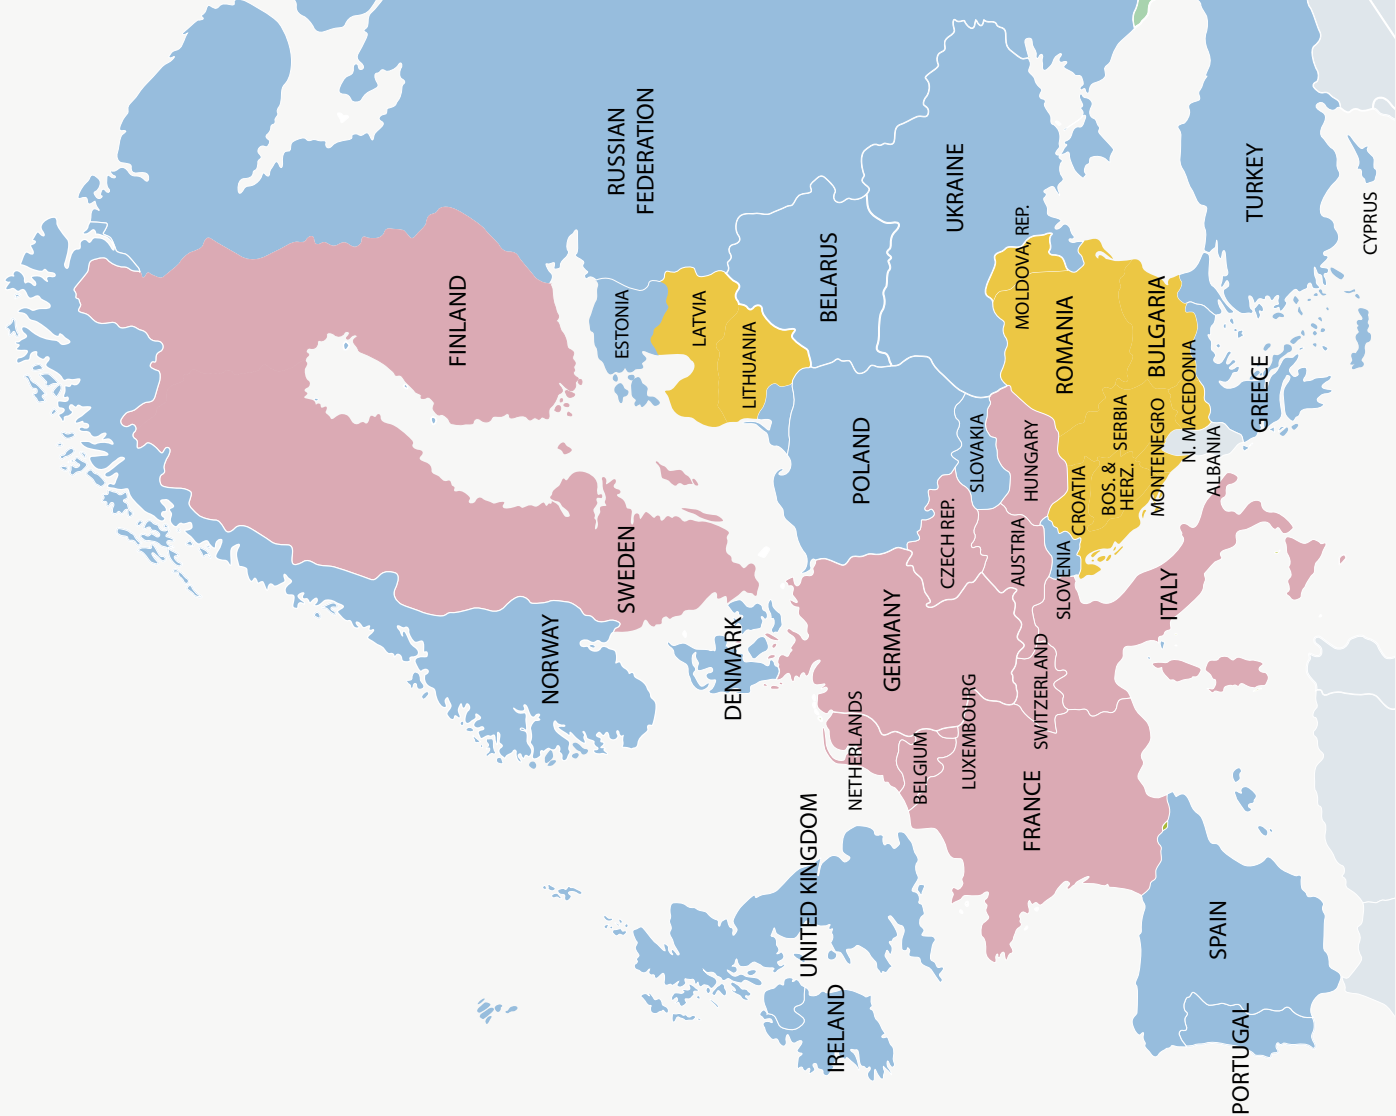 NORWAY
SWEDEN
FINLAND
RUSSIAN
FEDERATION
ESTONIA
LATVIA
LITHUANIA
DENMARK
UNITED KINGDOM
IRELAND
NETHERLANDS
BELGIUM
LUXEMBOURG
GERMANY
POLAND
BELARUS
UKRAINE
CZECH REP.
SLOVAKIA
AUSTRIA
HUNGARY
MOLDOVA, REP.
FRANCE
SWITZERLAND
SLOVENIA
CROATIA
ROMANIA
BOS. &
HERZ.
SERBIA
MONTENEGRO
BULGARIA
N. MACEDONIA
ALBANIA
ITALY
GREECE
TURKEY
CYPRUS
SPAIN
PORTUGAL